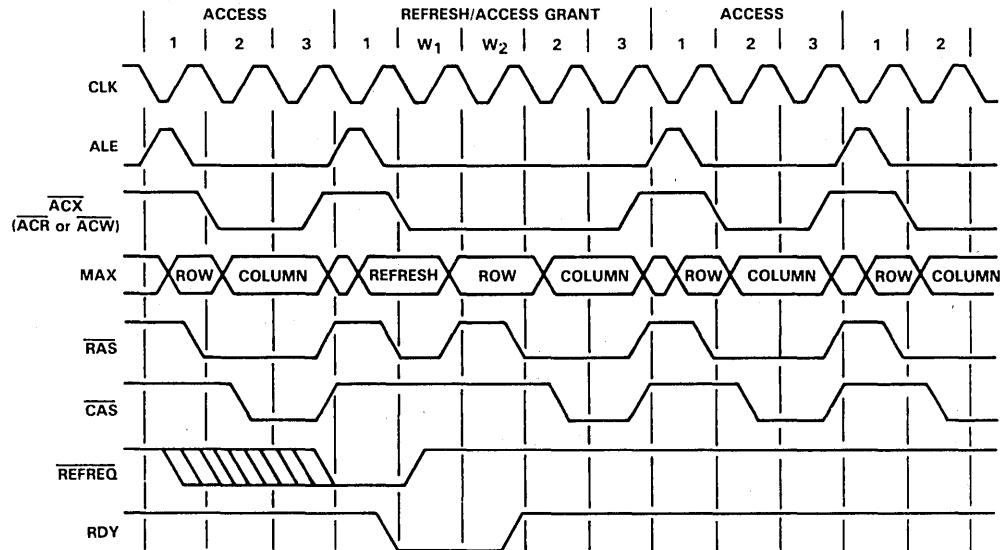 ACCESS REFRESH/ACCESS GRANT ACCESS
1 2 3 1 W1 W2 2 3 1 2 3 1 2
CLK
ALE
ACX
(ACR or ACW)
MAX ROW COLUMN REFRESH ROW COLUMN ROW COLUMN ROW COLUMN
RAS
CAS
REFREQ
RDY